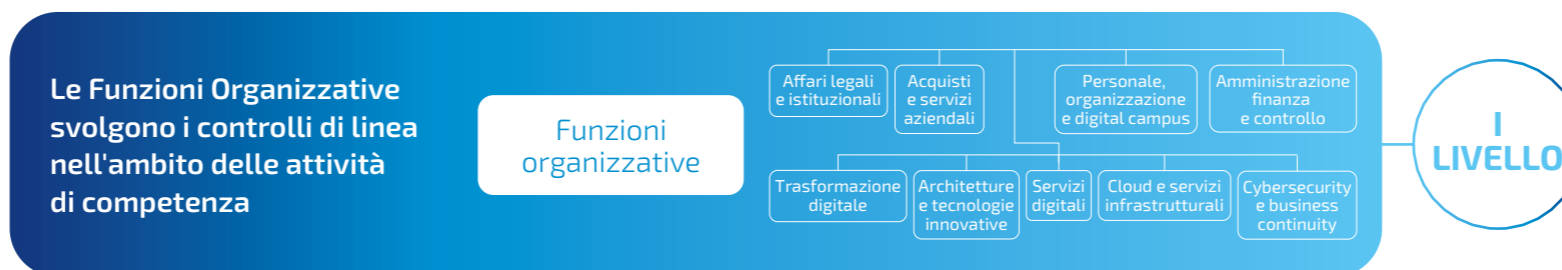 Le Funzioni Organizzative
svolgono i controlli di linea
nell'ambito delle attività
di competenza
Funzioni
organizzative
Affari legali
e istituzionali
Acquisti
e servizi
aziendali
Personale,
organizzazione
e digital campus
Amministrazione
finanza
e controllo
Trasformazione
digitale
Architetture
e tecnologie
innovative
Servizi
digitali
Cloud e servizi
infrastrutturali
Cybersecurity
e business
continuity
I
LIVELLO